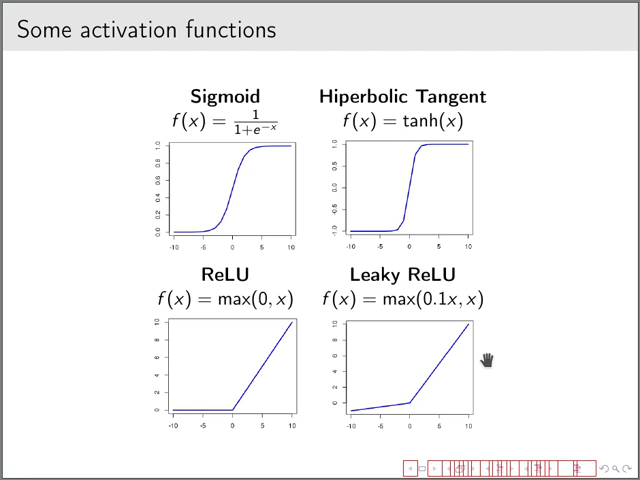 Some activation functions
Sigmoid
f(x) = 1/(1+e^−x)
1.0
0.8
0.6
0.4
0.2
0.0
-10 -5 0 5 10
Hiperbolic Tangent
f(x) = tanh(x)
1.0
0.5
0.0
-0.5
-1.0
-10 -5 0 5 10
ReLU
f(x) = max(0, x)
10
8
6
4
2
0
-10 -5 0 5 10
Leaky ReLU
f(x) = max(0.1x, x)
10
8
6
4
2
0
-10 -5 0 5 10